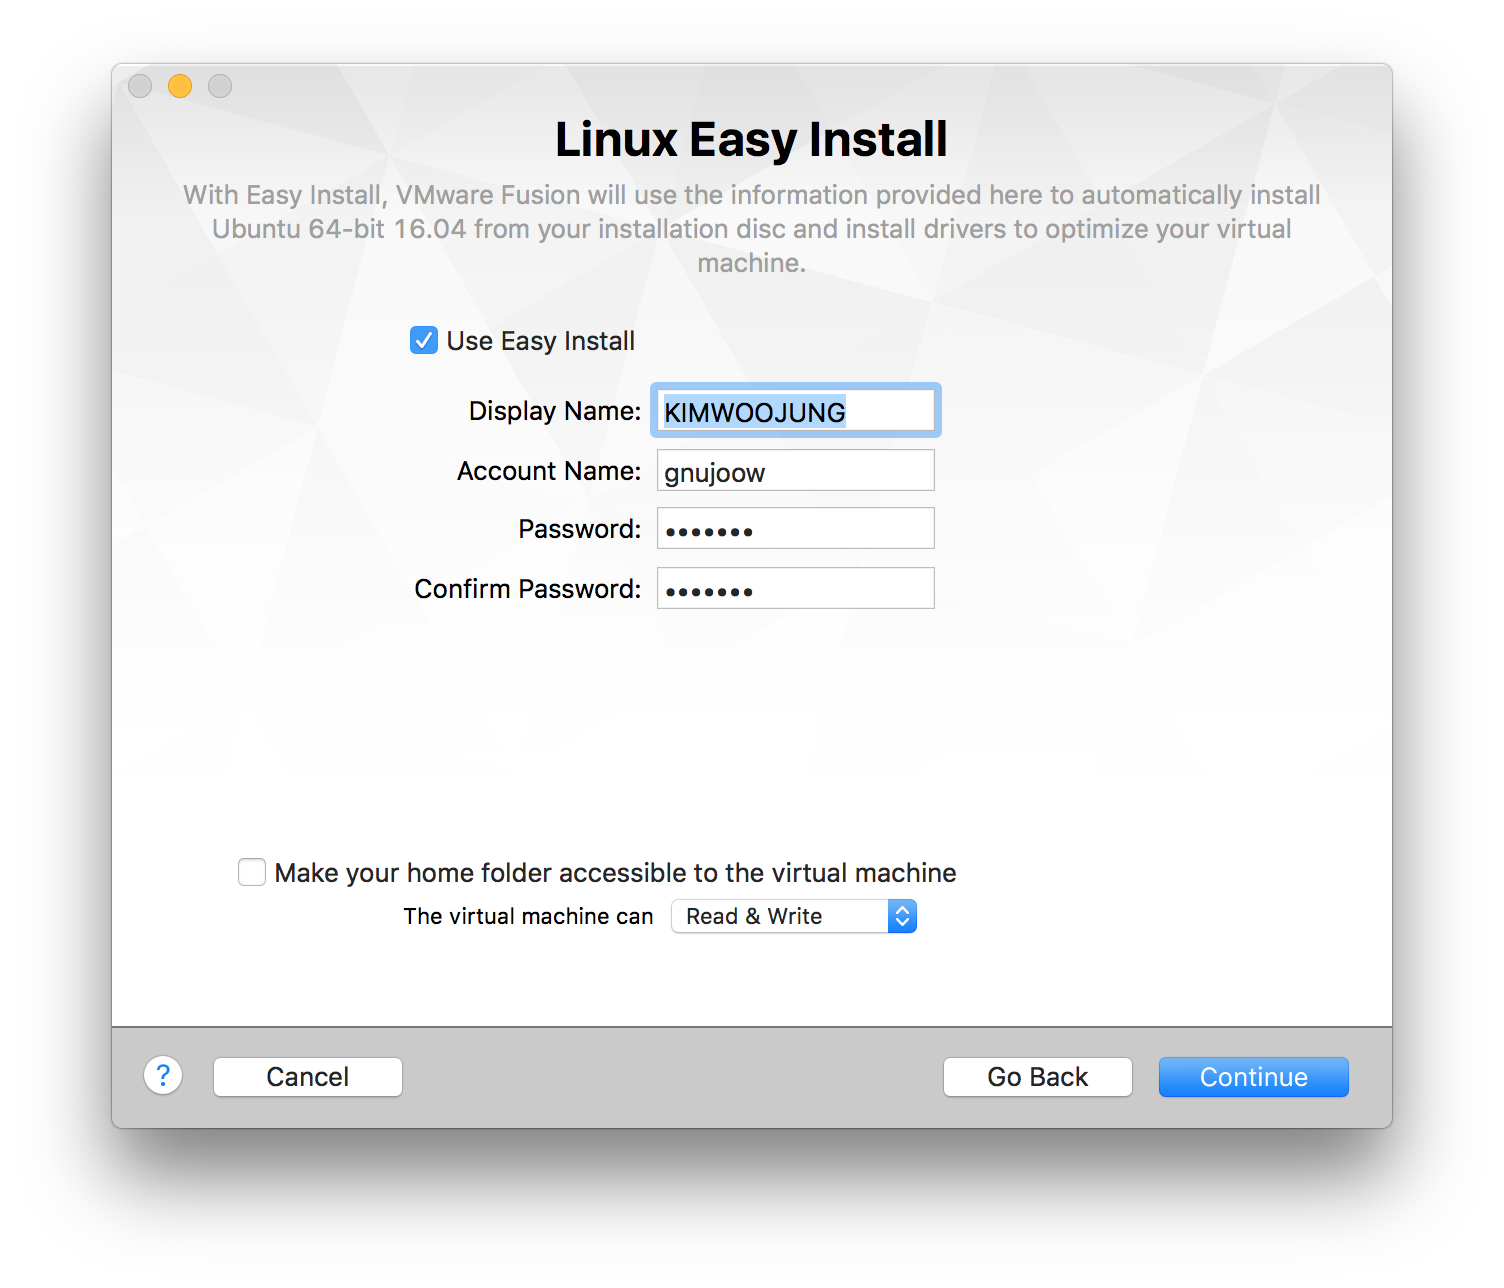 Linux Easy Install
With Easy Install, VMware Fusion will use the information provided here to automatically install
Ubuntu 64-bit 16.04 from your installation disc and install drivers to optimize your virtual
machine.
Use Easy Install
Display Name: KIMWOOJUNG
Account Name: gnujoow
Password: •••••••
Confirm Password: •••••••
Make your home folder accessible to the virtual machine
The virtual machine can Read & Write
? Cancel Go Back Continue